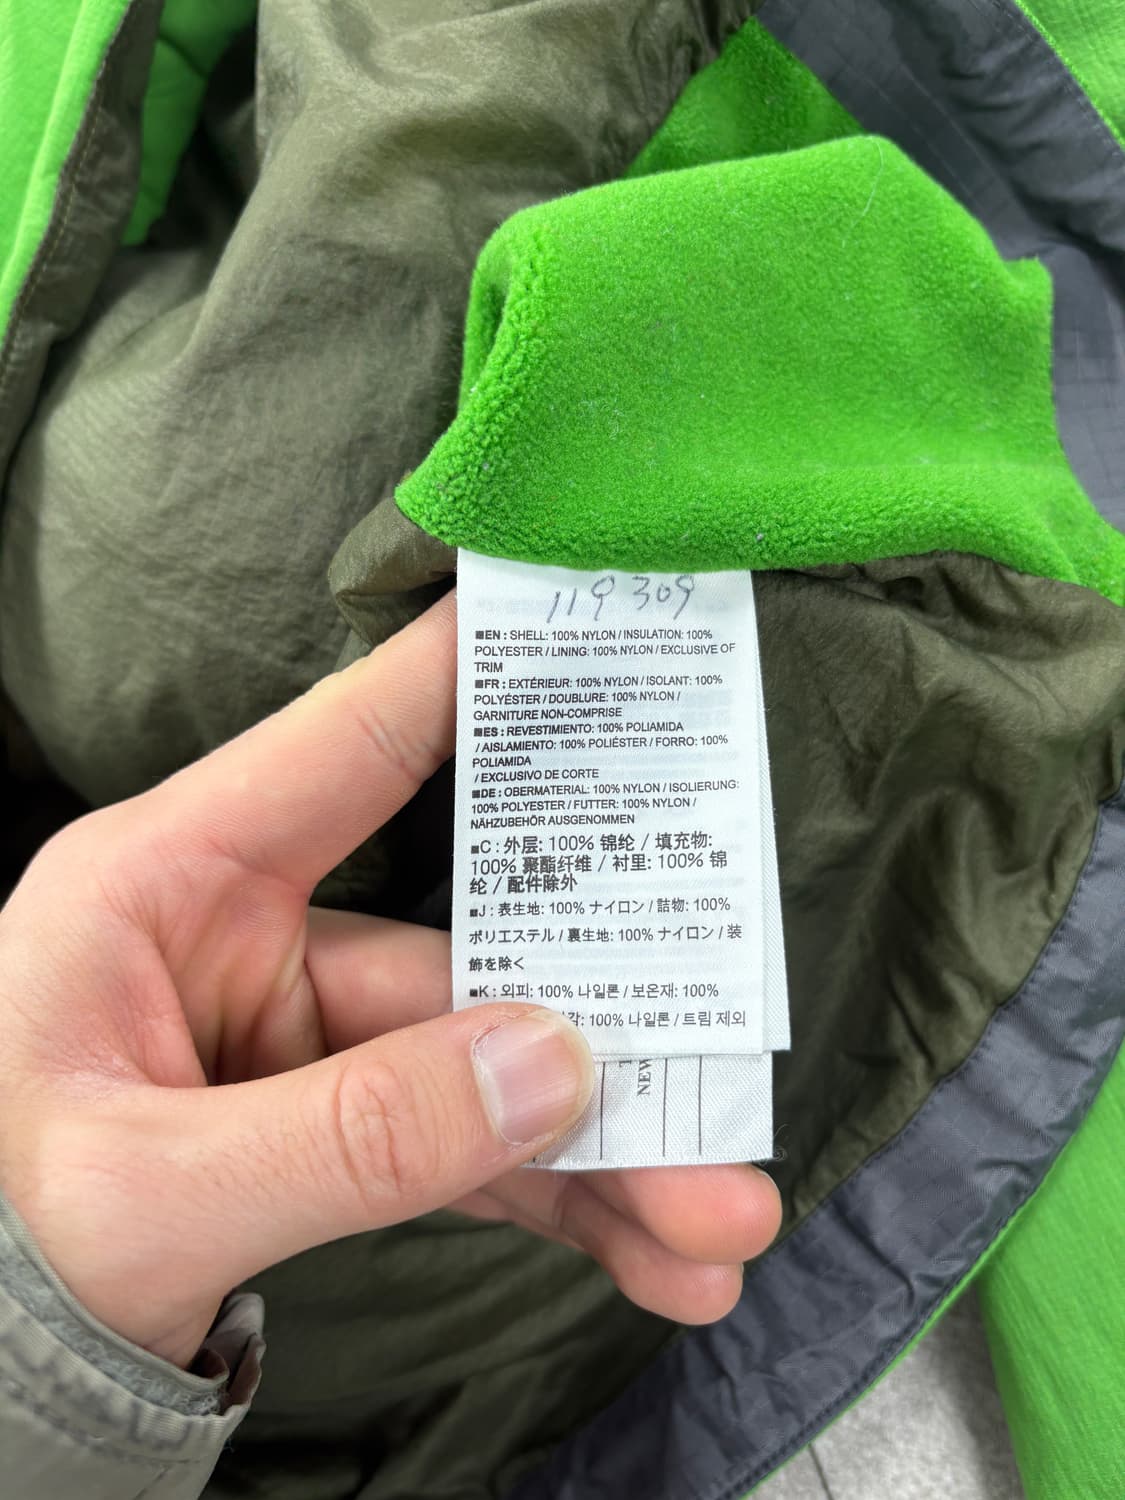 119 309
■EN : SHELL: 100% NYLON / INSULATION: 100%
POLYESTER / LINING: 100% NYLON / EXCLUSIVE OF
TRIM
■FR : EXTÉRIEUR: 100% NYLON / ISOLANT: 100%
POLYÉSTER / DOUBLURE: 100% NYLON /
GARNITURE NON-COMPRISE
■ES : REVESTIMIENTO: 100% POLIAMIDA
/ AISLAMIENTO: 100% POLIÉSTER / FORRO: 100%
POLIAMIDA
/ EXCLUSIVO DE CORTE
■DE : OBERMATERIAL: 100% NYLON / ISOLIERUNG:
100% POLYESTER / FUTTER: 100% NYLON /
NÄHZUBEHÖR AUSGENOMMEN
■C : 外层: 100% 锦纶 / 填充物:
100% 聚酯纤维 / 衬里: 100% 锦
纶 / 配件除外
■J : 表生地: 100% ナイロン / 詰物: 100%
ポリエステル / 裏生地: 100% ナイロン / 装
飾を除く
■K : 외피: 100% 나일론 / 보온재: 100%
: 100% 나일론 / 트림 제외
NEW